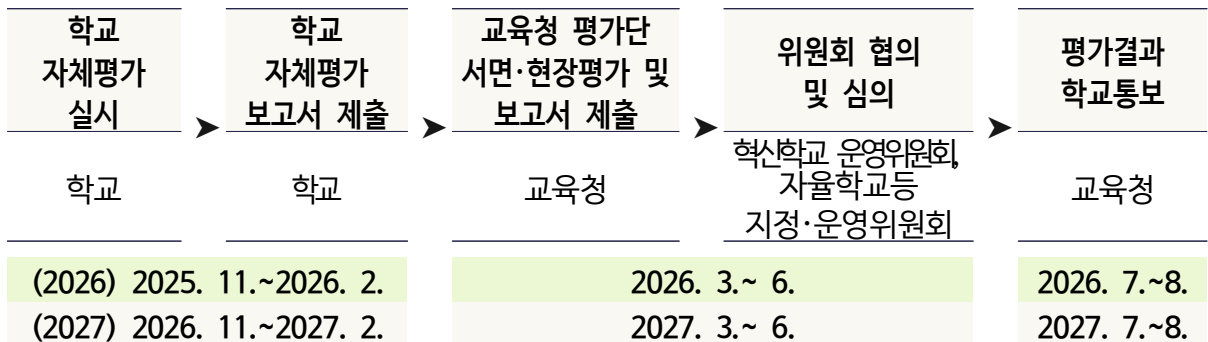 학교
자체평가
실시
학교
자체평가
보고서 제출
교육청 평가단
서면·현장평가 및
보고서 제출
위원회 협의
및 심의
평가결과
학교통보
➤
➤
➤
➤
학교
학교
교육청
혁신학교 운영위원회,
자율학교등
지정·운영위원회
교육청
(2026) 2025. 11.~2026. 2.
2026. 3.~ 6.
2026. 7.~8.
(2027) 2026. 11.~2027. 2.
2027. 3.~ 6.
2027. 7.~8.